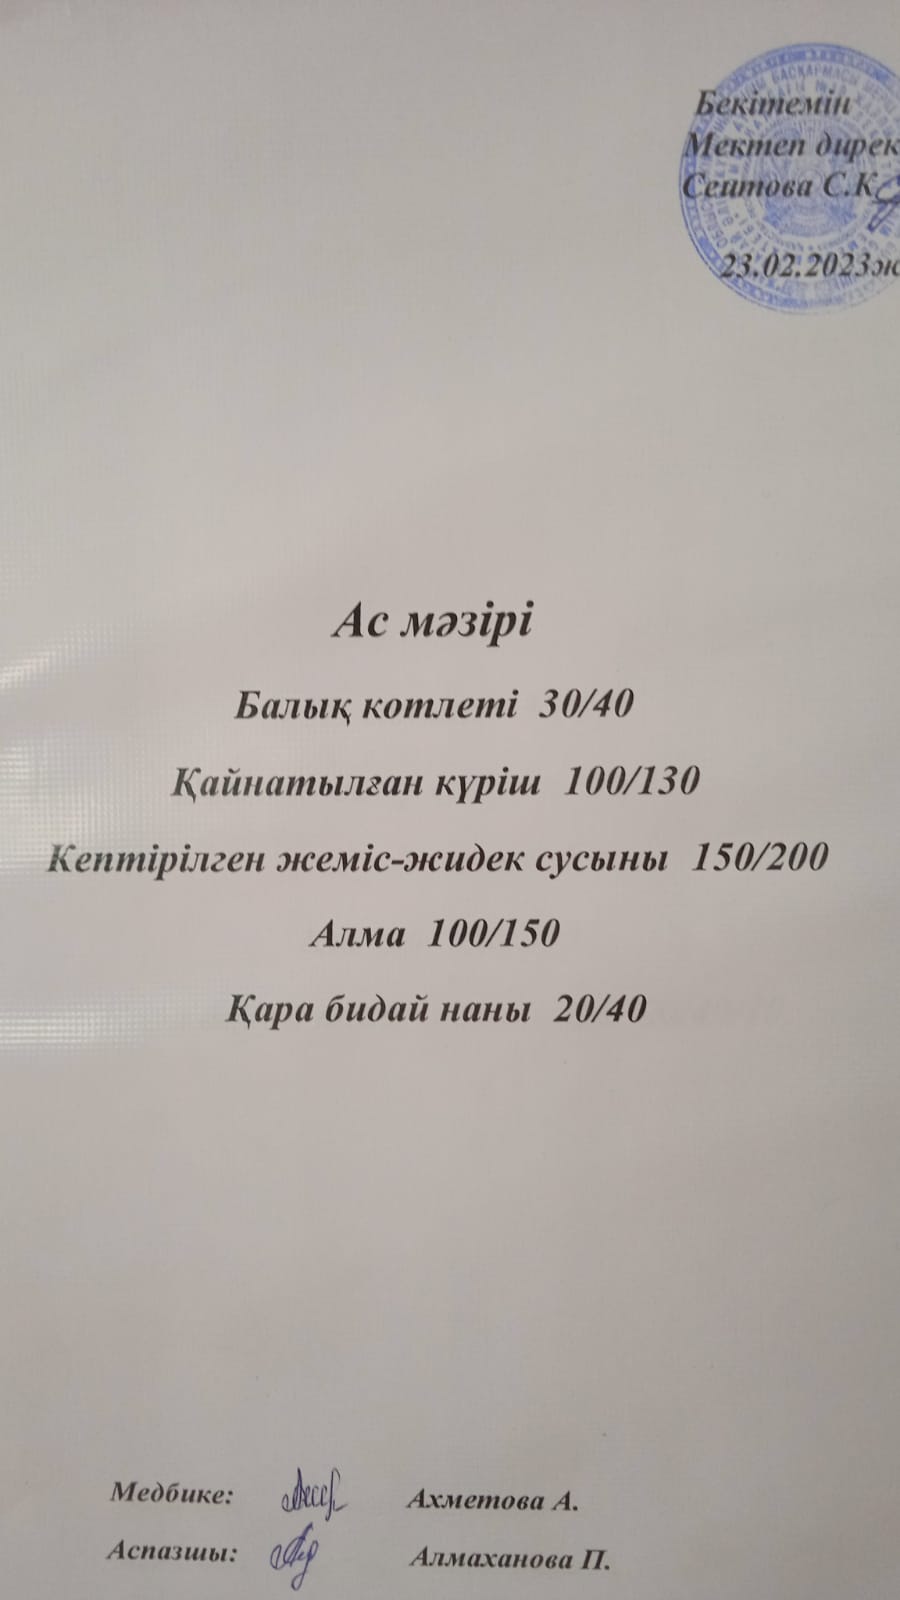 Бекітемін
Мектеп дирек
Сеитова С.К
23.02.2023ж
Ас мәзірі
Балық котлеті 30/40
Қайнатылған күріш 100/130
Кептірілген жеміс-жидек сусыны 150/200
Алма 100/150
Қара бидай наны 20/40
Медбике: Ахметова А.
Аспазшы: Алмаханова П.